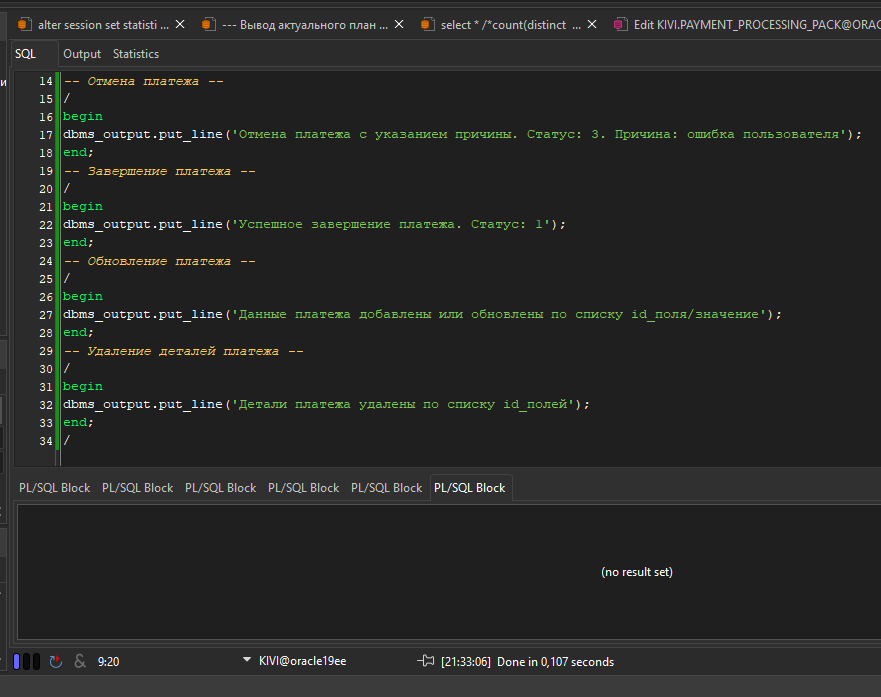 alter session set statisti ...
--- Вывод актуального план ...
select * /*count(distinct ...
Edit KIVI.PAYMENT_PROCESSING_PACK@ORAC
SQL Output Statistics
14 -- Отмена платежа --
15 /
16 begin
17 dbms_output.put_line('Отмена платежа с указанием причины. Статус: 3. Причина: ошибка пользователя');
18 end;
19 -- Завершение платежа --
20 /
21 begin
22 dbms_output.put_line('Успешное завершение платежа. Статус: 1');
23 end;
24 -- Обновление платежа --
25 /
26 begin
27 dbms_output.put_line('Данные платежа добавлены или обновлены по списку id_поля/значение');
28 end;
29 -- Удаление деталей платежа --
30 /
31 begin
32 dbms_output.put_line('Детали платежа удалены по списку id_полей');
33 end;
34 /
PL/SQL Block PL/SQL Block PL/SQL Block PL/SQL Block PL/SQL Block PL/SQL Block
(no result set)
& 9:20 KIVI@oracle19ee [21:33:06] Done in 0,107 seconds